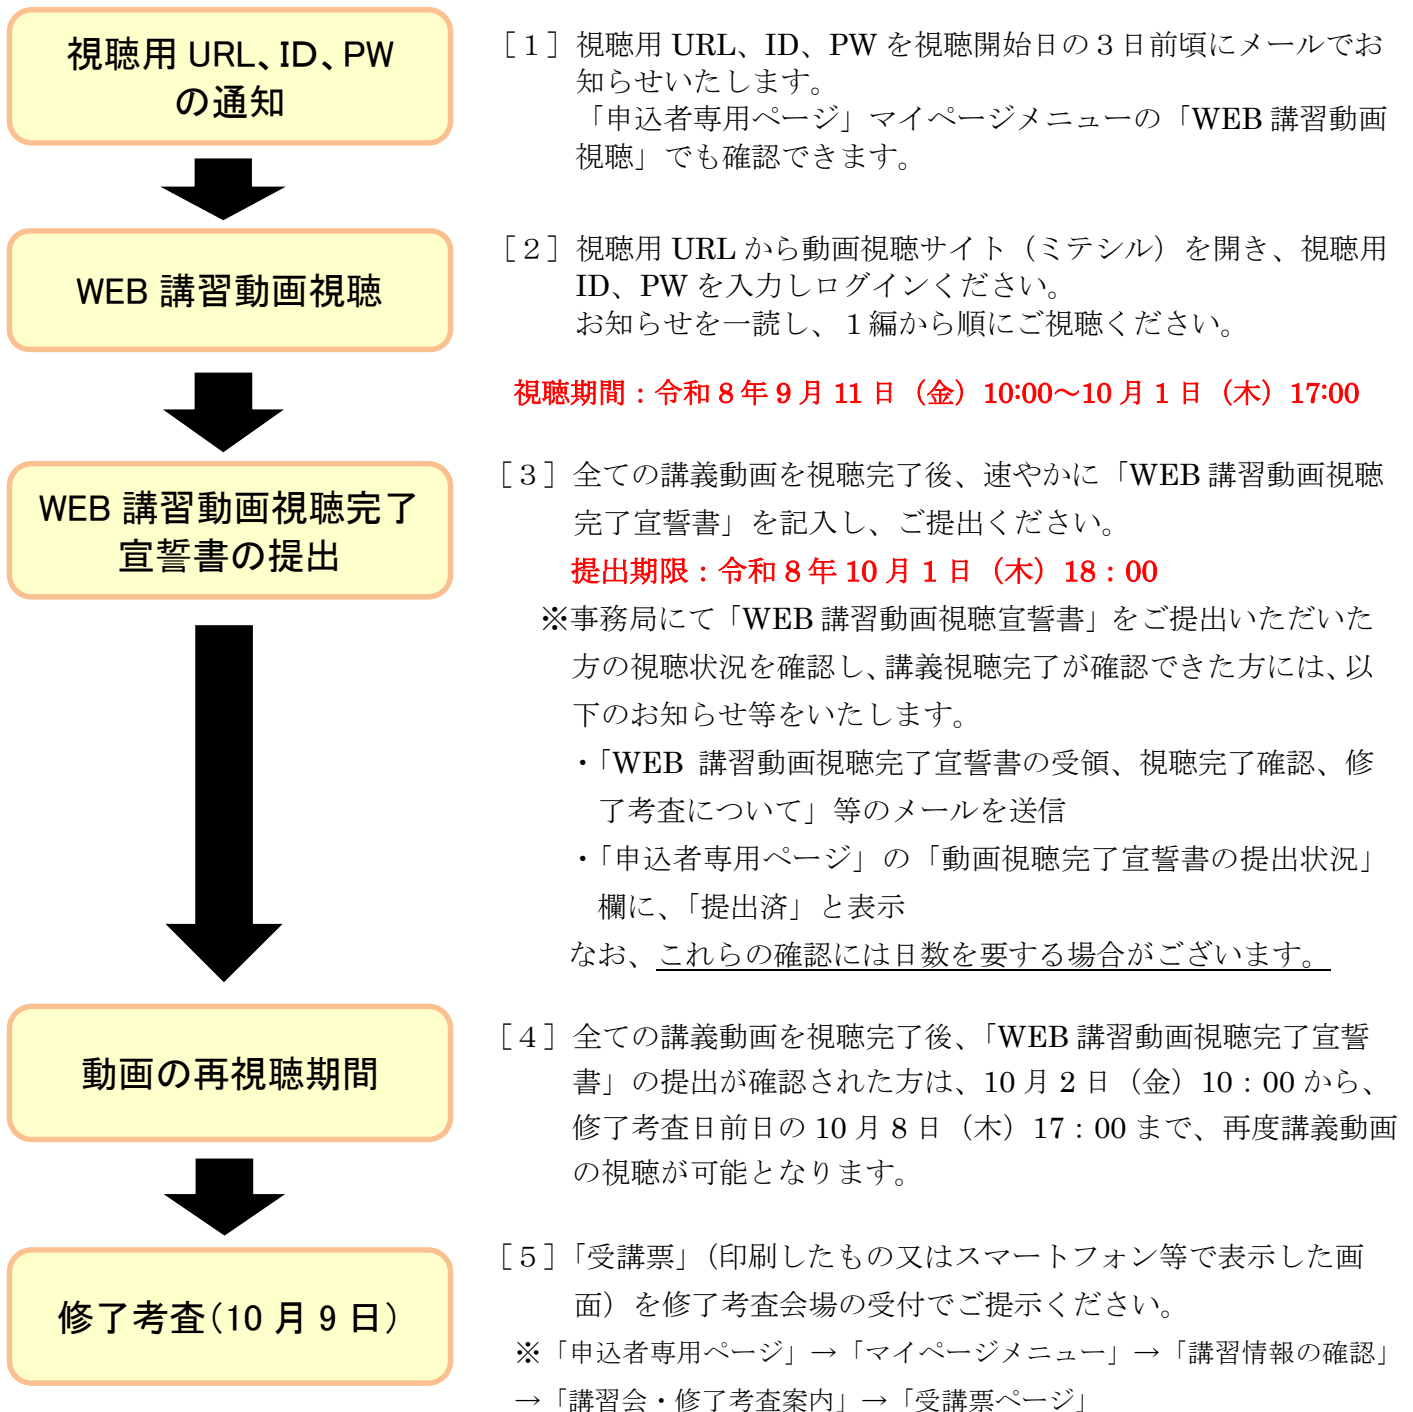 視聴用 URL、ID、PW
の通知
［１］視聴用 URL、ID、PW を視聴開始日の３日前頃にメールでお
知らせいたします。
「申込者専用ページ」マイページメニューの「WEB 講習動画
視聴」でも確認できます。
WEB 講習動画視聴
［２］視聴用 URL から動画視聴サイト（ミテシル）を開き、視聴用
ID、PW を入力しログインください。
お知らせを一読し、１編から順にご視聴ください。
視聴期間：令和 8 年 9 月 11 日（金）10:00～10 月 1 日（木）17:00
WEB 講習動画視聴完了
宣誓書の提出
［３］全ての講義動画を視聴完了後、速やかに「WEB 講習動画視聴
完了宣誓書」を記入し、ご提出ください。
提出期限：令和 8 年 10 月 1 日（木）18：00
※事務局にて「WEB 講習動画視聴宣誓書」をご提出いただいた
方の視聴状況を確認し、講義視聴完了が確認できた方には、以
下のお知らせ等をいたします。
・「WEB 講習動画視聴完了宣誓書の受領、視聴完了確認、修
了考査について」等のメールを送信
・「申込者専用ページ」の「動画視聴完了宣誓書の提出状況」
欄に、「提出済」と表示
なお、これらの確認には日数を要する場合がございます。
動画の再視聴期間
［４］全ての講義動画を視聴完了後、「WEB 講習動画視聴完了宣誓
書」の提出が確認された方は、10 月 2 日（金）10：00 から、
修了考査日前日の 10 月 8 日（木）17：00 まで、再度講義動画
の視聴が可能となります。
修了考査（10 月 9 日）
［５］「受講票」（印刷したもの又はスマートフォン等で表示した画
面）を修了考査会場の受付でご提示ください。
※「申込者専用ページ」→「マイページメニュー」→「講習情報の確認」
→「講習会・修了考査案内」→「受講票ページ」